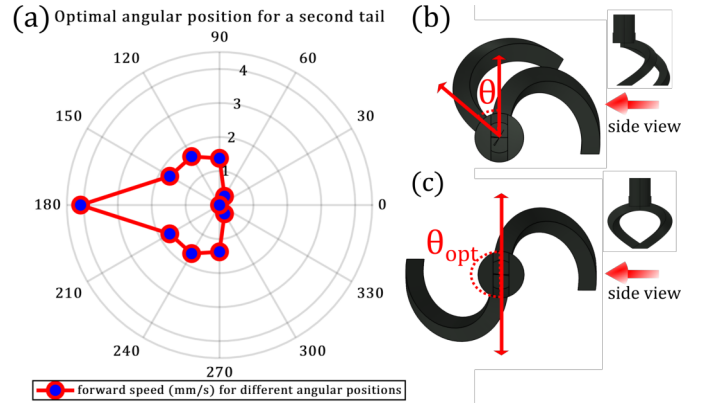 (a) Optimal angular position for a second tail
90
120
60
4
150
3
30
2
1
180
0
210
330
240
300
270
forward speed (mm/s) for different angular positions
(b)
θ
side view
(c)
θopt
side view